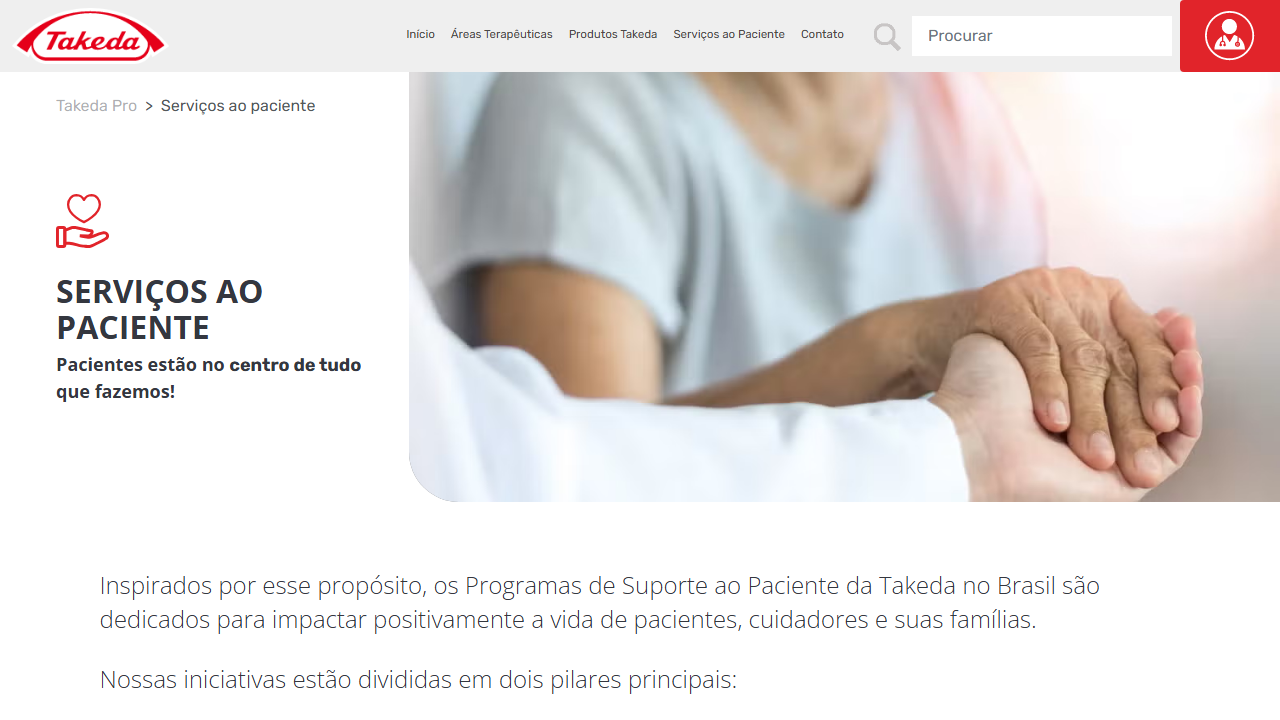 Takeda
Início
Áreas Terapêuticas
Produtos Takeda
Serviços ao Paciente
Contato
Procurar
Takeda Pro > Serviços ao paciente
SERVIÇOS AO
PACIENTE
Pacientes estão no centro de tudo
que fazemos!
Inspirados por esse propósito, os Programas de Suporte ao Paciente da Takeda no Brasil são
dedicados para impactar positivamente a vida de pacientes, cuidadores e suas famílias.
Nossas iniciativas estão divididas em dois pilares principais: